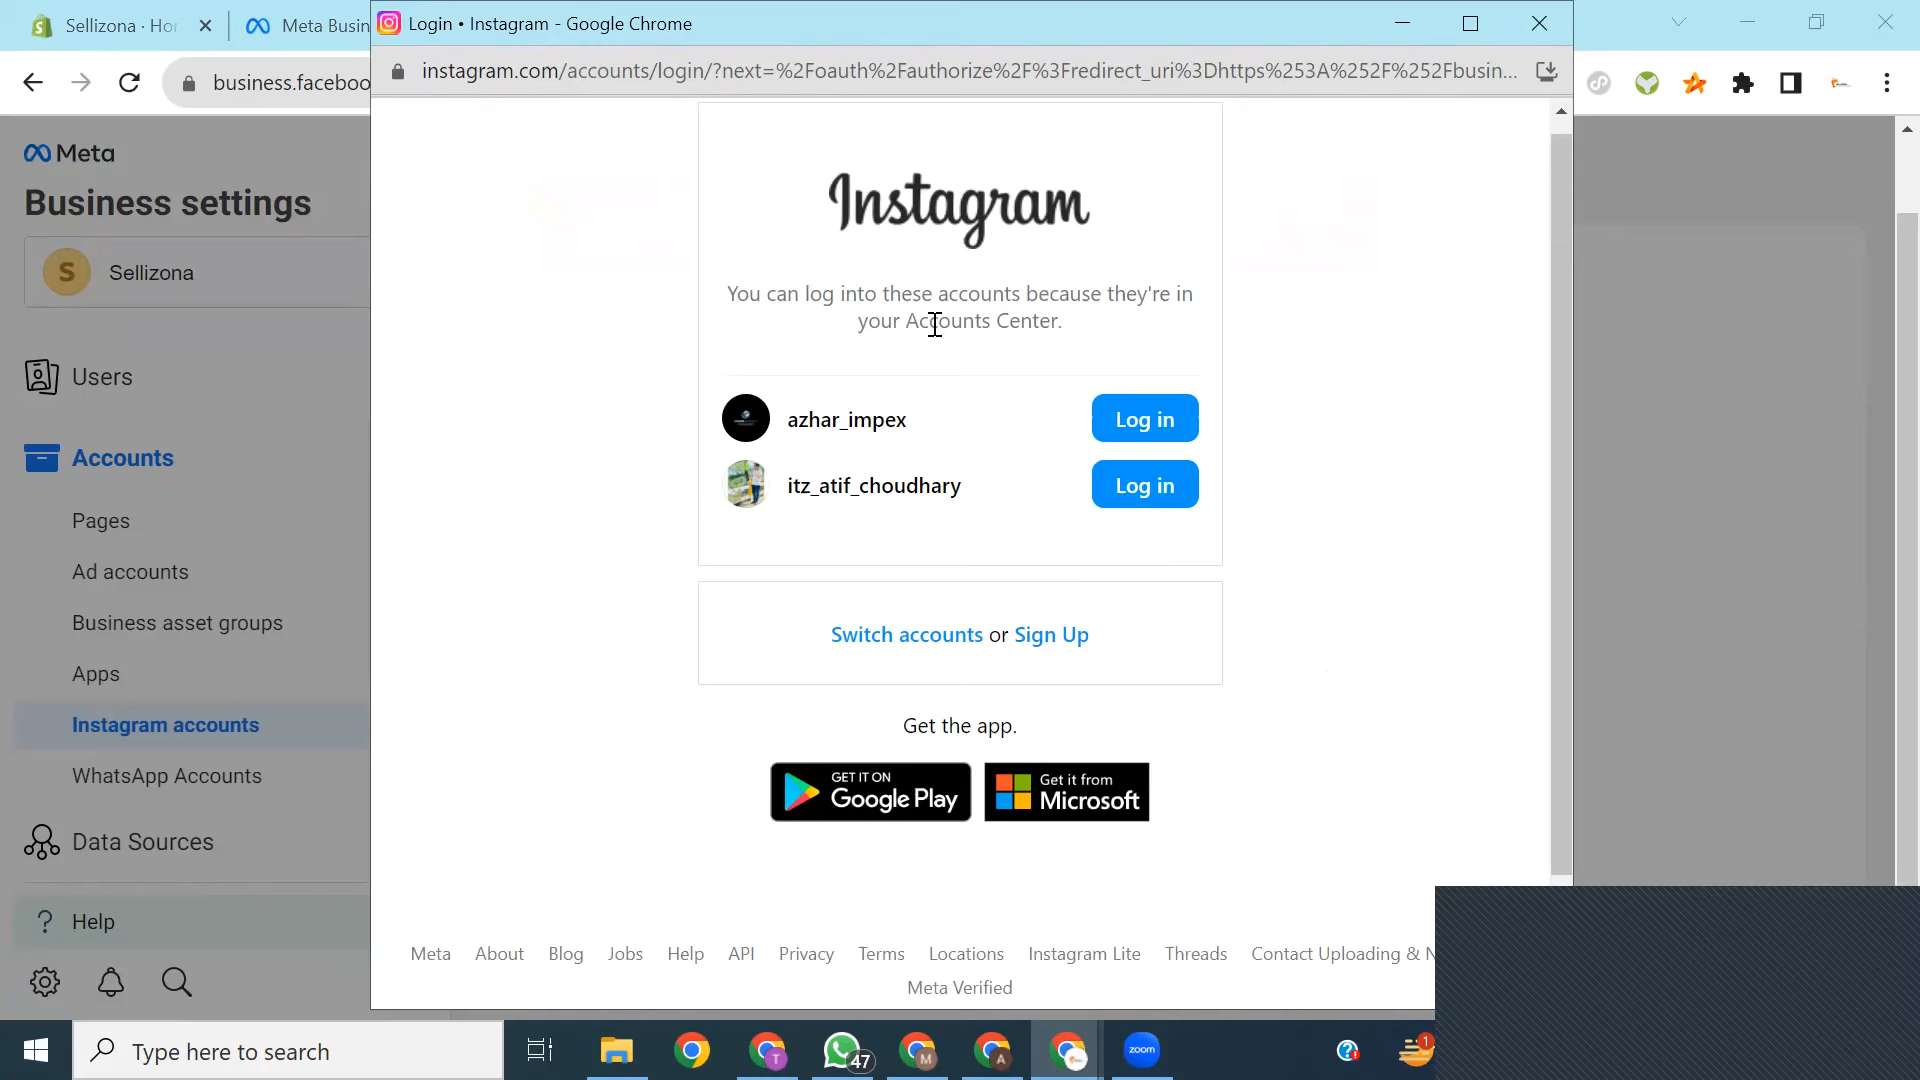 Sellizona · Ho
Meta Busin
Login • Instagram - Google Chrome
business.faceboo
instagram.com/accounts/login/?next=%2Foauth%2Fauthorize%2F%3Fredirect_uri%3Dhttps%253A%252F%252Fbusin...
Meta
Business settings
S
Sellizona
Users
Accounts
Pages
Ad accounts
Business asset groups
Apps
Instagram accounts
WhatsApp Accounts
Data Sources
Help
Instagram
You can log into these accounts because they're in
your Accounts Center.
azhar_impex
Log in
itz_atif_choudhary
Log in
Switch accounts or Sign Up
Get the app.
GET IT ON
Google Play
Get it from
Microsoft
Meta About Blog Jobs Help API Privacy Terms Locations Instagram Lite Threads Contact Uploading & N
Meta Verified
Type here to search
T
47
M
A
zoom
1